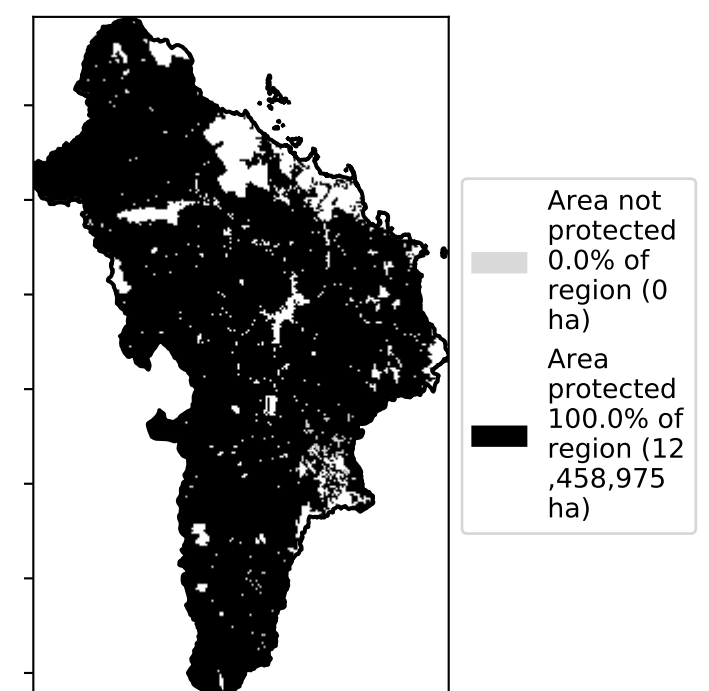 Area not
protected
0.0% of
region (0
ha)
Area
protected
100.0% of
region (12
,458,975
ha)